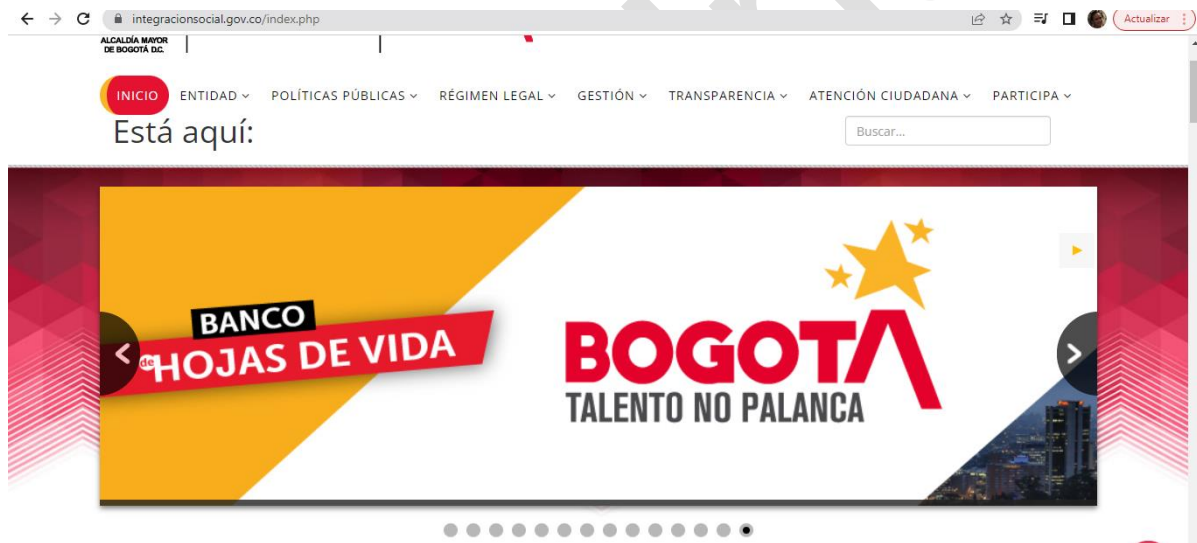 integracionsocial.gov.co/index.php
Actualizar
ALCALDÍA MAYOR
DE BOGOTÁ D.C.
INICIO ENTIDAD POLÍTICAS PÚBLICAS RÉGIMEN LEGAL GESTIÓN TRANSPARENCIA ATENCIÓN CIUDADANA PARTICIPA
Está aquí:
Buscar...
BANCO
de HOJAS DE VIDA
BOGOTA
TALENTO NO PALANCA